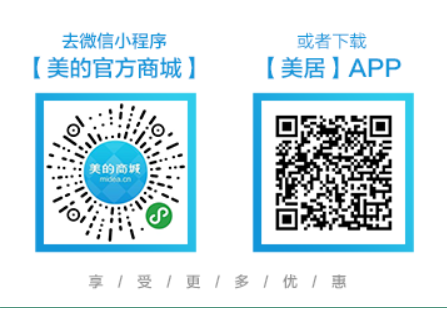 去微信小程序
【美的官方商城】
美的商城
midea.cn
或者下载
【美居】APP
享 / 受 / 更 / 多 / 优 / 惠